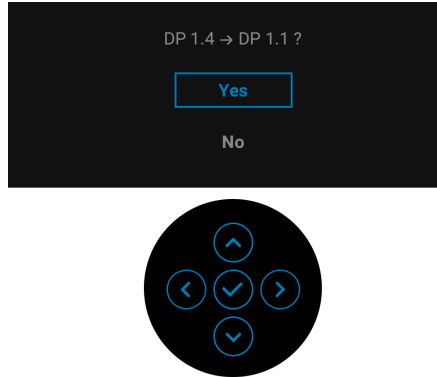 DP 1.4 → DP 1.1 ?
Yes
No